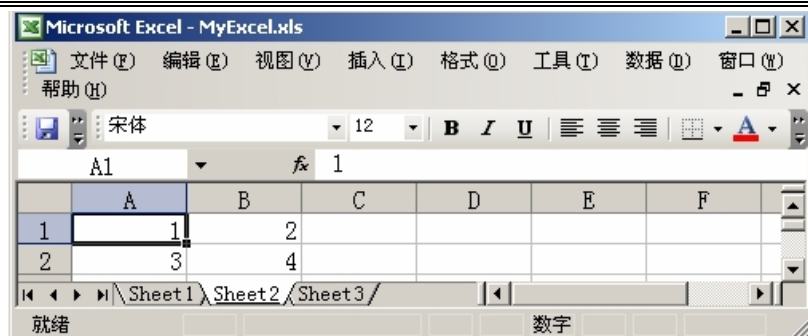 Microsoft Excel - MyExcel.xls
文件(F) 编辑(E) 视图(V) 插入(I) 格式(O) 工具(T) 数据(D) 窗口(W)
帮助(H)
宋体 12 B I U A
A1 fx 1
A B C D E F
1 1 2
2 3 4
Sheet1 Sheet2 Sheet3
就绪 数字